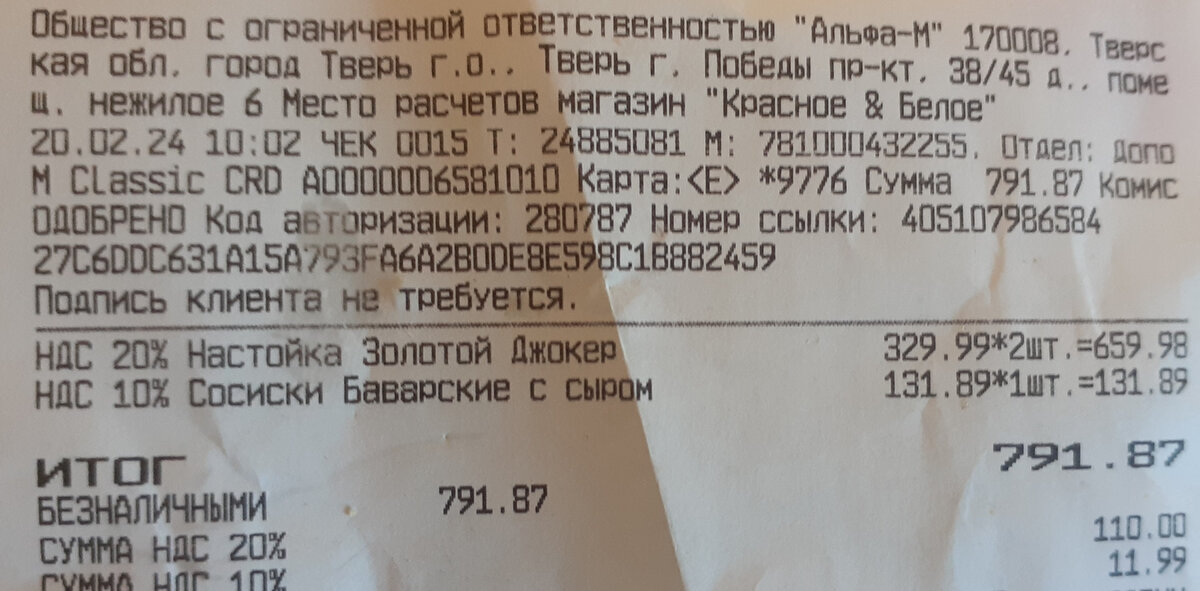 Общество с ограниченной ответственностью "Альфа-М" 170008, Тверс
кая обл. город Тверь г.о., Тверь г. Победы пр-кт. 38/45 д., поме
щ. нежилое 6 Место расчетов магазин "Красное & Белое"
20.02.24 10:02 ЧЕК 0015 Т: 24885081 М: 781000432255, Отдел: Допо
М CLassic CRD A0000006581010 Карта:<E> *9776 Сумма 791.87 Комис
ОДОБРЕНО Код авторизации: 280787 Номер ссылки: 405107986584
27C6DDC631A15A793FA6A2B0DE8E598C18882459
Подпись клиента не требуется.
НДС 20% Настойка Золотой Джокер 329.99*2шт.=659.98
НДС 10% Сосиски Баварские с сыром 131.89*1шт.=131.89
ИТОГ 791.87
БЕЗНАЛИЧНЫМИ 791.87
СУММА НДС 20% 110.00
СУММА НДС 10% 11.99